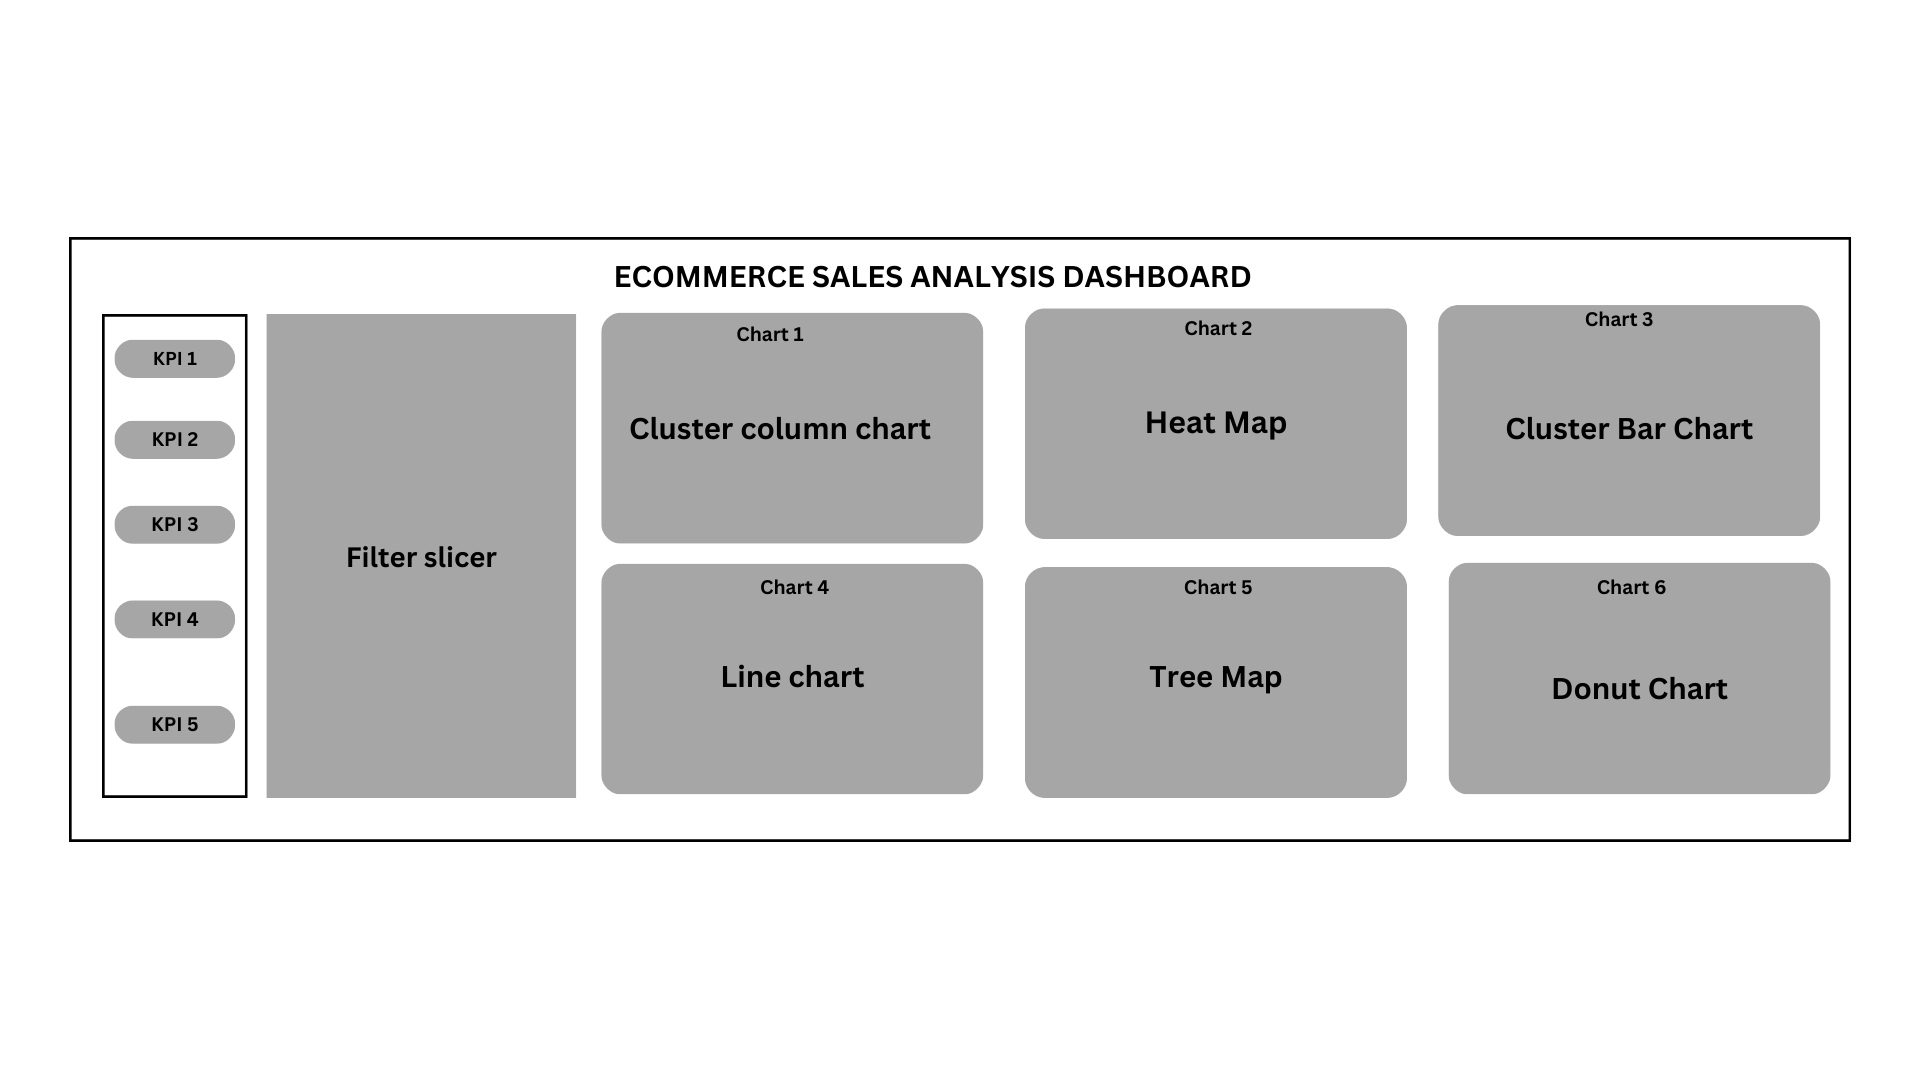 ECOMMERCE SALES ANALYSIS DASHBOARD
KPI 1
KPI 2
KPI 3
KPI 4
KPI 5
Filter slicer
Chart 1
Cluster column chart
Chart 2
Heat Map
Chart 3
Cluster Bar Chart
Chart 4
Line chart
Chart 5
Tree Map
Chart 6
Donut Chart